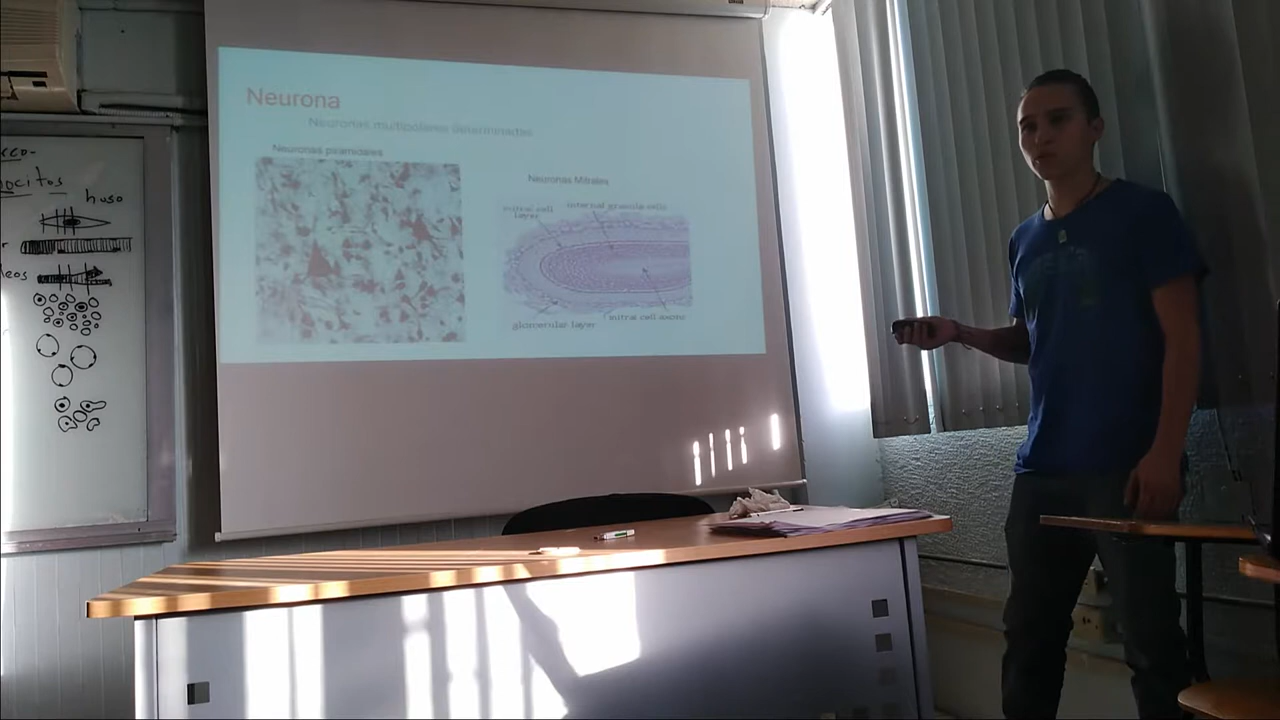 huso
Neurona
Neuronas multipolares determinadas
Neuronas piramidales
Neuronas Mitrales
mitral cell
layer
internal granule cells
glomerular layer
mitral cell axons